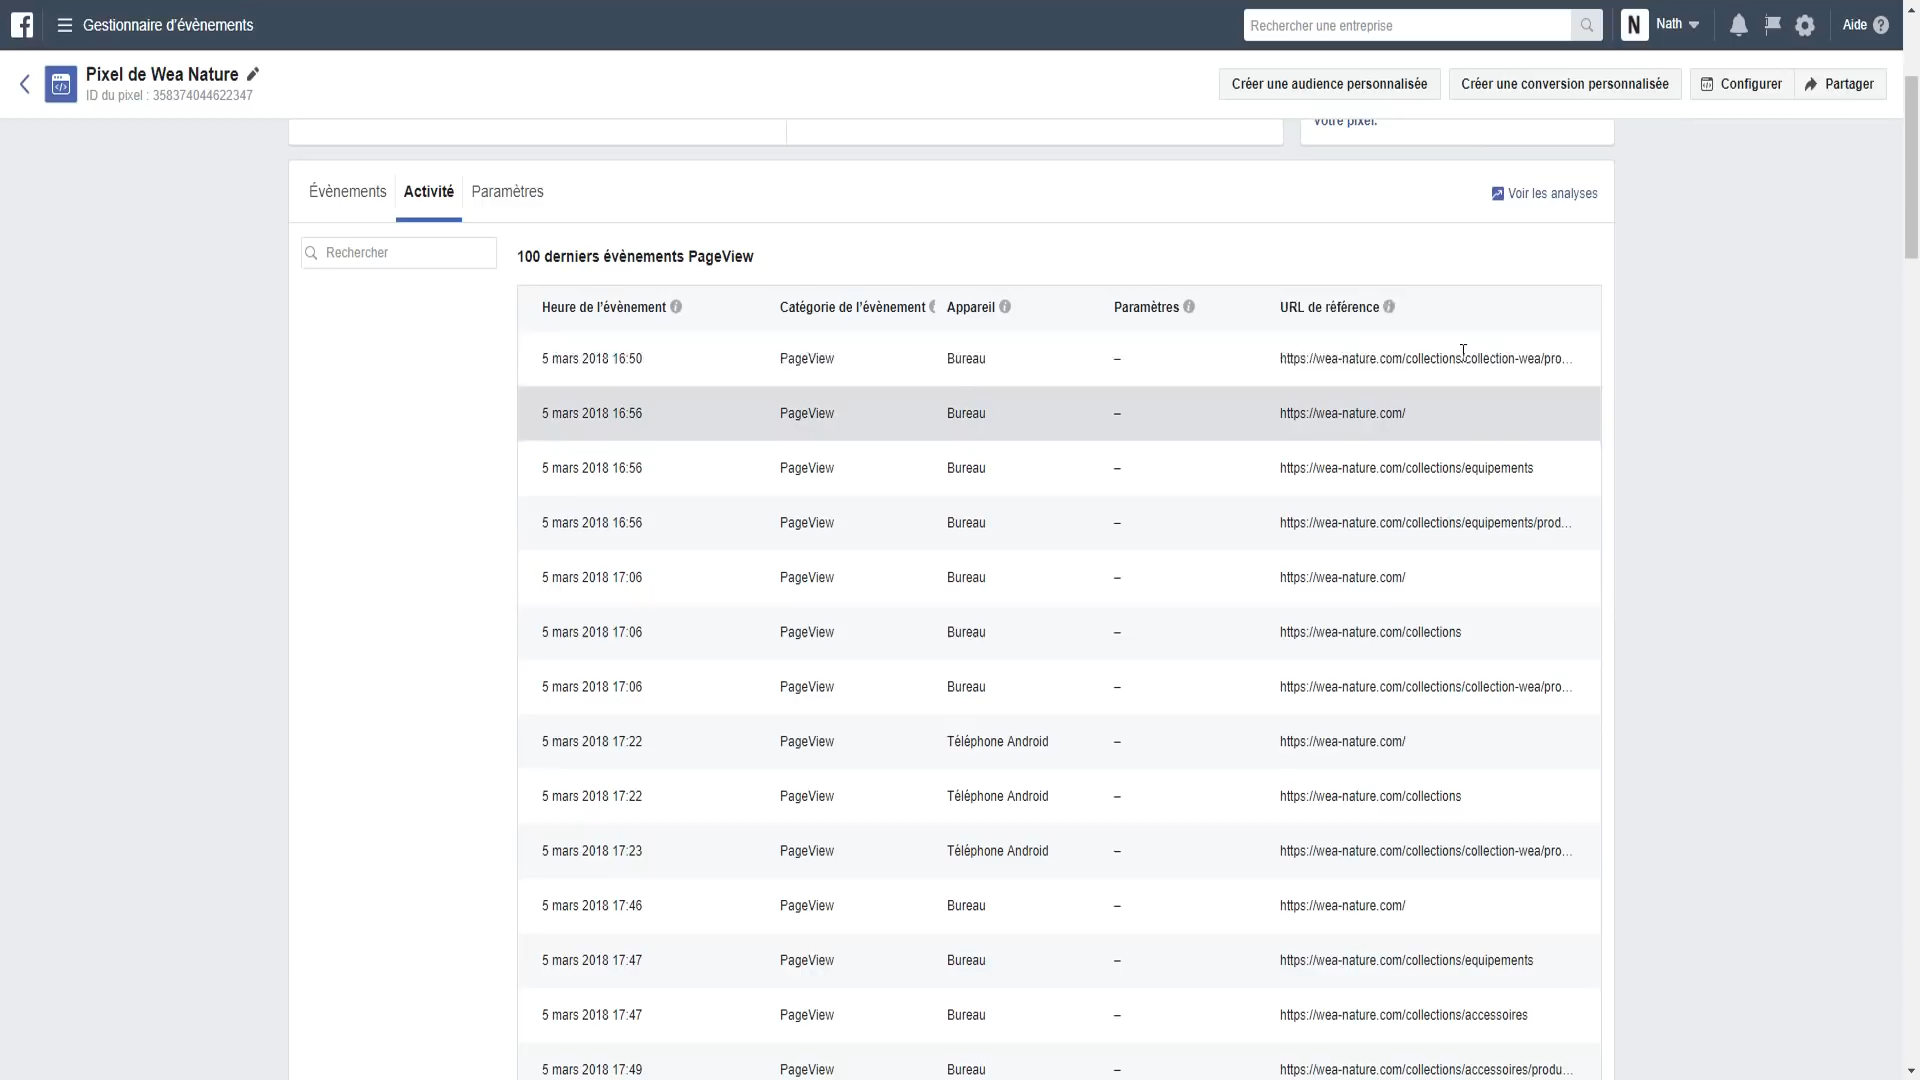 Gestionnaire d'évènements
Rechercher une entreprise
N
Nath
Aide
Pixel de Wea Nature
ID du pixel : 358374044622347
Créer une audience personnalisée
Créer une conversion personnalisée
Configurer
Partager
votre pixel.
Évènements
Activité
Paramètres
Voir les analyses
Rechercher
100 derniers évènements PageView
Heure de l'évènement Catégorie de l'évènement Appareil Paramètres URL de référence
5 mars 2018 16:50 PageView Bureau – https://wea-nature.com/collections/collection-wea/pro...
5 mars 2018 16:56 PageView Bureau – https://wea-nature.com/
5 mars 2018 16:56 PageView Bureau – https://wea-nature.com/collections/equipements
5 mars 2018 16:56 PageView Bureau – https://wea-nature.com/collections/equipements/prod...
5 mars 2018 17:06 PageView Bureau – https://wea-nature.com/
5 mars 2018 17:06 PageView Bureau – https://wea-nature.com/collections
5 mars 2018 17:06 PageView Bureau – https://wea-nature.com/collections/collection-wea/pro...
5 mars 2018 17:22 PageView Téléphone Android – https://wea-nature.com/
5 mars 2018 17:22 PageView Téléphone Android – https://wea-nature.com/collections
5 mars 2018 17:23 PageView Téléphone Android – https://wea-nature.com/collections/collection-wea/pro...
5 mars 2018 17:46 PageView Bureau – https://wea-nature.com/
5 mars 2018 17:47 PageView Bureau – https://wea-nature.com/collections/equipements
5 mars 2018 17:47 PageView Bureau – https://wea-nature.com/collections/accessoires
5 mars 2018 17:49 PageView Bureau – https://wea-nature.com/collections/accessoires/produ...